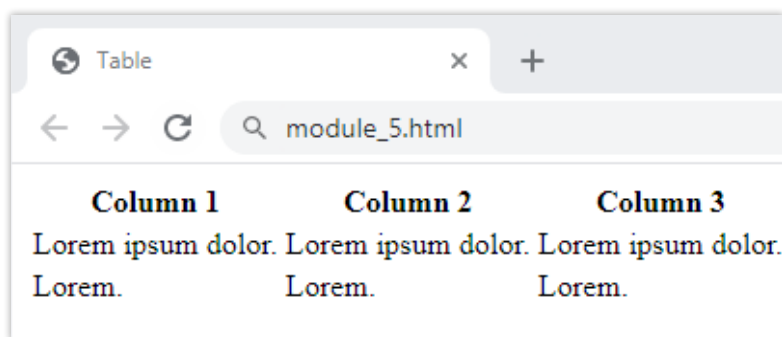 Table
module_5.html
Column 1 Column 2 Column 3
Lorem ipsum dolor. Lorem ipsum dolor. Lorem ipsum dolor.
Lorem. Lorem. Lorem.